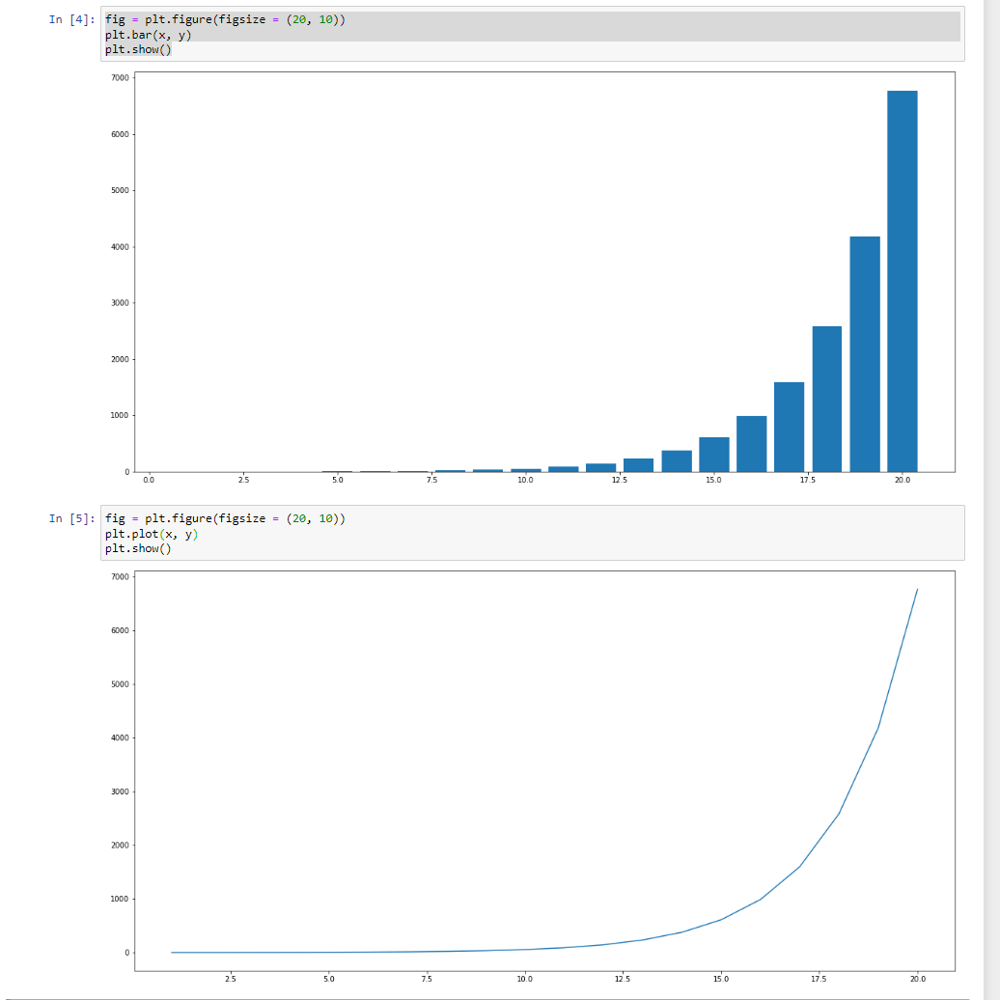 In [4]: fig = plt.figure(figsize = (20, 10))
plt.bar(x, y)
plt.show()
7000
6000
5000
4000
3000
2000
1000
0
0.0 2.5 5.0 7.5 10.0 12.5 15.0 17.5 20.0
In [5]: fig = plt.figure(figsize = (20, 10))
plt.plot(x, y)
plt.show()
7000
6000
5000
4000
3000
2000
1000
0
2.5 5.0 7.5 10.0 12.5 15.0 17.5 20.0